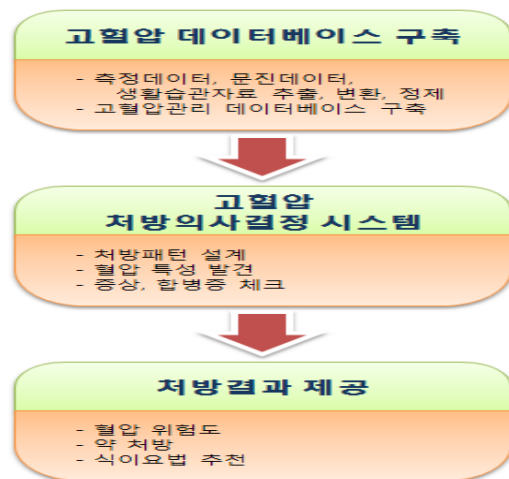 고혈압 데이터베이스 구축
- 측정데이터, 문진데이터,
생활습관자료 추출, 변환, 정제
- 고혈압관리 데이터베이스 구축
고혈압
처방의사결정 시스템
- 처방패턴 설계
- 혈압 특성 발견
- 증상, 합병증 체크
처방결과 제공
- 혈압 위험도
- 약 처방
- 식이요법 추천